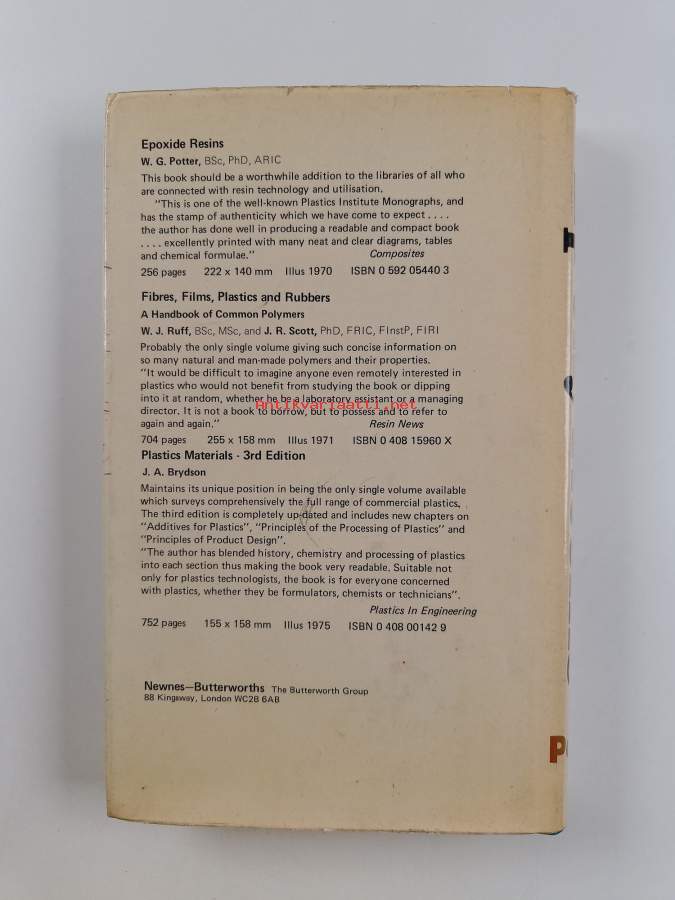 Epoxide Resins
W. G. Potter, BSc, PhD, ARIC
This book should be a worthwhile addition to the libraries of all who
are connected with resin technology and utilisation.
"This is one of the well-known Plastics Institute Monographs, and
has the stamp of authenticity which we have come to expect . . . .
the author has done well in producing a readable and compact book
. . . . excellently printed with many neat and clear diagrams, tables
and chemical formulae." Composites
256 pages 222 x 140 mm Illus 1970 ISBN 0 592 05440 3
Fibres, Films, Plastics and Rubbers
A Handbook of Common Polymers
W. J. Ruff, BSc, MSc, and J. R. Scott, PhD, FRIC, FInstP, FIRI
Probably the only single volume giving such concise information on
so many natural and man-made polymers and their properties.
"It would be difficult to imagine anyone even remotely interested in
plastics who would not benefit from studying the book or dipping
into it at random, whether he be a laboratory assistant or a managing
Antikvariaatti.net
director. It is not a book to borrow, but to possess and to refer to
again and again." Resin News
704 pages 255 x 158 mm Illus 1971 ISBN 0 408 15960 X
Plastics Materials - 3rd Edition
J. A. Brydson
Maintains its unique position in being the only single volume available
which surveys comprehensively the full range of commercial plastics.
The third edition is completely up-dated and includes new chapters on
"Additives for Plastics", "Principles of the Processing of Plastics" and
"Principles of Product Design".
"The author has blended history, chemistry and processing of plastics
into each section thus making the book very readable. Suitable not
only for plastics technologists, the book is for everyone concerned
with plastics, whether they be formulators, chemists or technicians".
Plastics In Engineering
752 pages 155 x 158 mm Illus 1975 ISBN 0 408 00142 9
Newnes—Butterworths The Butterworth Group
88 Kingsway, London WC2B 6AB